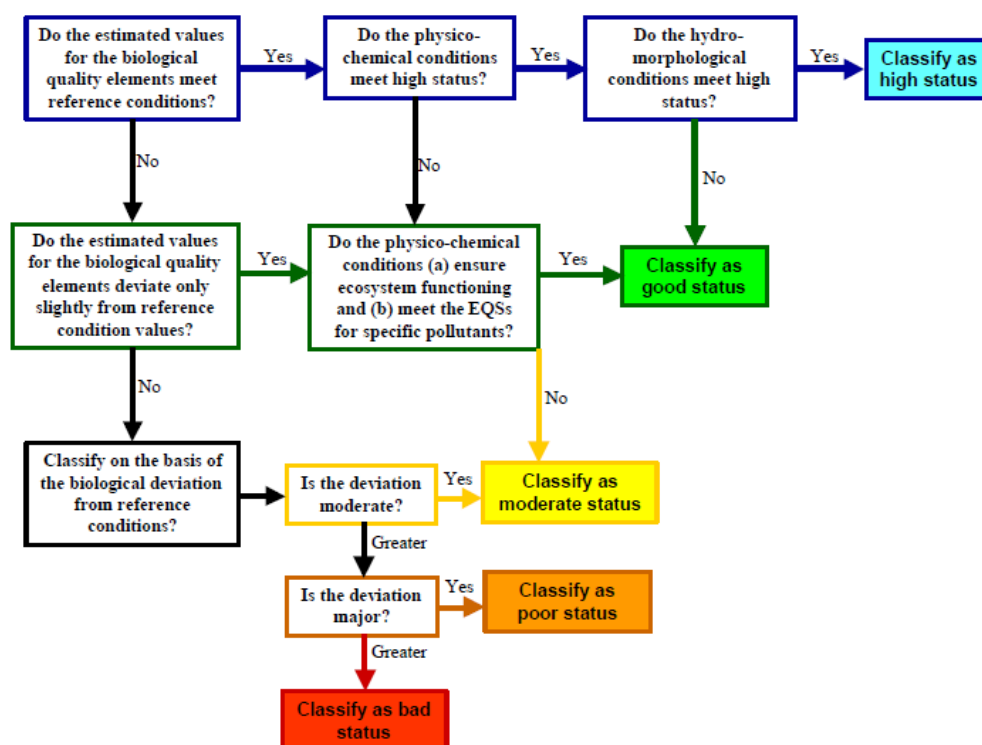 Do the estimated values
for the biological
quality elements meet
reference conditions?
Yes
Do the physico-
chemical conditions
meet high status?
Yes
Do the hydro-
morphological
conditions meet high
status?
Yes
Classify as
high status
No
No
No
Do the estimated values
for the biological quality
elements deviate only
slightly from reference
condition values?
Yes
Do the physico-chemical
conditions (a) ensure
ecosystem functioning
and (b) meet the EQSs
for specific pollutants?
Yes
Classify as
good status
No
No
Classify on the basis of
the biological deviation
from reference
conditions?
Is the deviation
moderate?
Yes
Classify as
moderate status
Greater
Is the deviation
major?
Yes
Classify as
poor status
Greater
Classify as bad
status